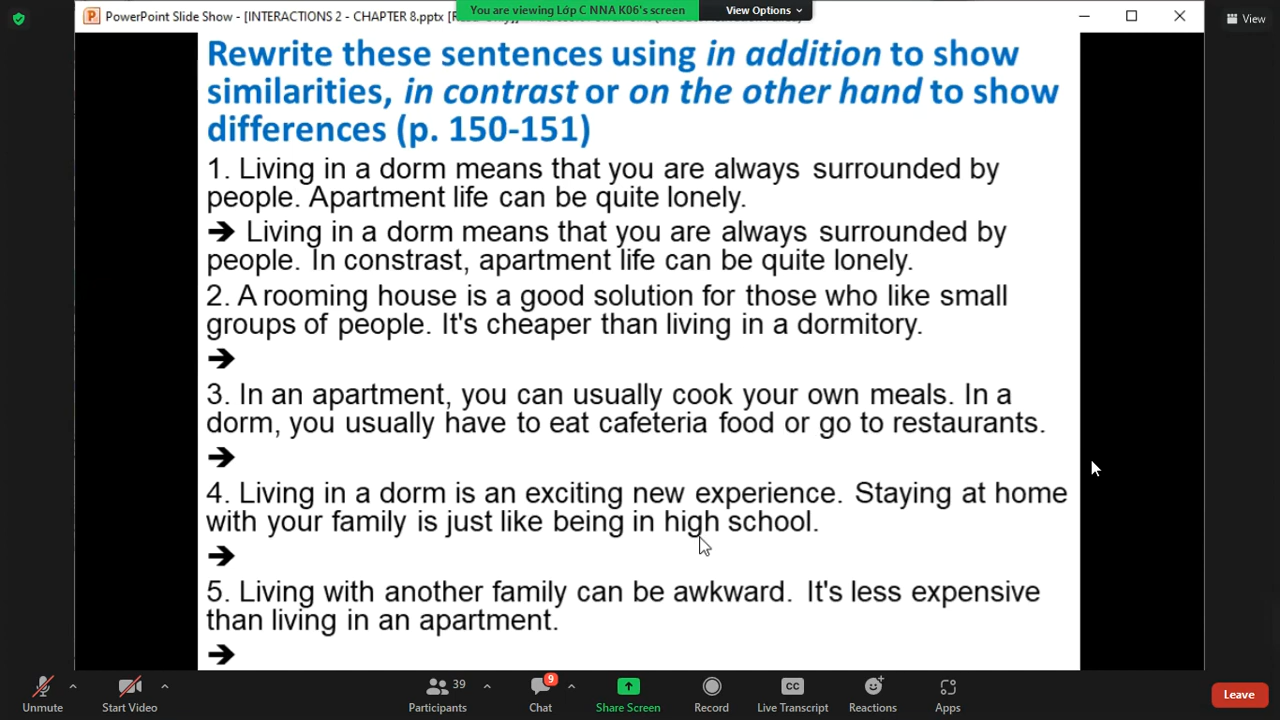 PowerPoint Slide Show - [INTERACTIONS 2 - CHAPTER 8.pptx
You are viewing Lớp C NNA K06's screen
View Options
View
Rewrite these sentences using in addition to show
similarities, in contrast or on the other hand to show
differences (p. 150-151)
1. Living in a dorm means that you are always surrounded by
people. Apartment life can be quite lonely.
➔ Living in a dorm means that you are always surrounded by
people. In constrast, apartment life can be quite lonely.
2. A rooming house is a good solution for those who like small
groups of people. It's cheaper than living in a dormitory.
➔
3. In an apartment, you can usually cook your own meals. In a
dorm, you usually have to eat cafeteria food or go to restaurants.
➔
4. Living in a dorm is an exciting new experience. Staying at home
with your family is just like being in high school.
➔
5. Living with another family can be awkward. It's less expensive
than living in an apartment.
➔
39
9
Unmute
Start Video
Participants
Chat
Share Screen
Record
CC
Live Transcript
Reactions
Apps
Leave